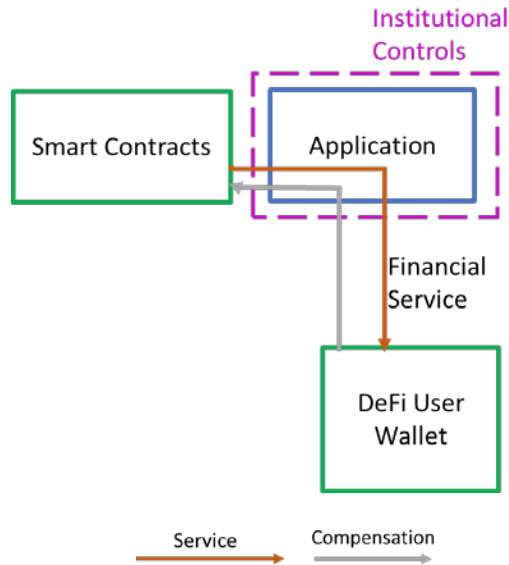 Institutional
Controls
Smart Contracts
Application
Financial
Service
DeFi User
Wallet
Service
Compensation